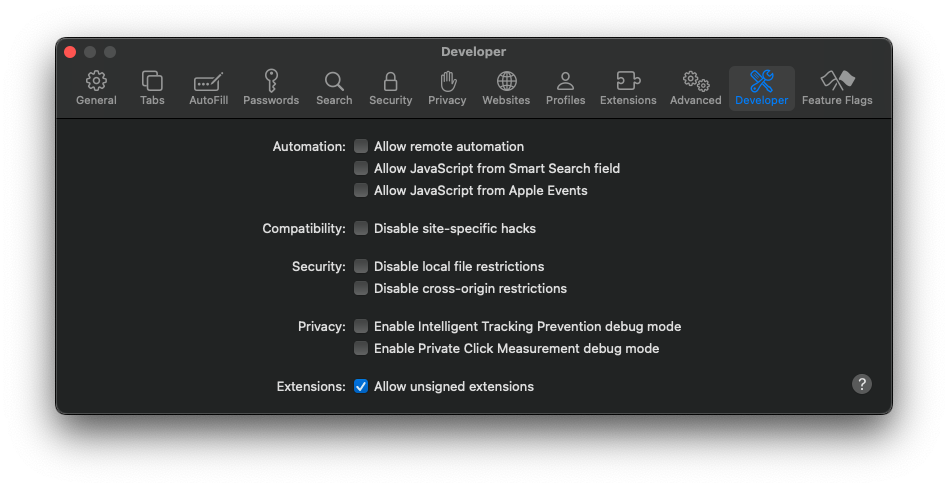 Developer
General Tabs AutoFill Passwords Search Security Privacy Websites Profiles Extensions Advanced Developer Feature Flags
Automation: Allow remote automation
Allow JavaScript from Smart Search field
Allow JavaScript from Apple Events
Compatibility: Disable site-specific hacks
Security: Disable local file restrictions
Disable cross-origin restrictions
Privacy: Enable Intelligent Tracking Prevention debug mode
Enable Private Click Measurement debug mode
Extensions: Allow unsigned extensions ?